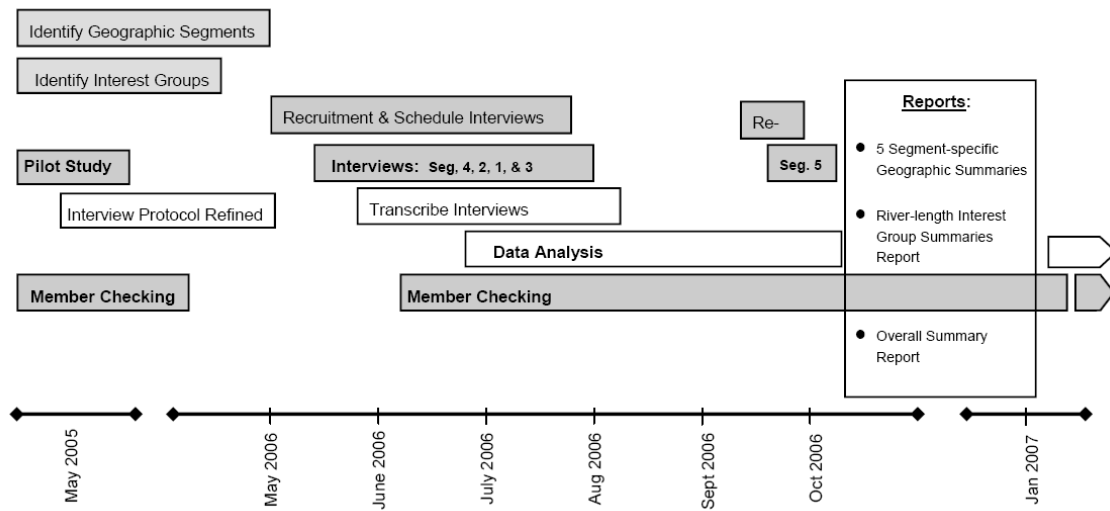 Identify Geographic Segments
Identify Interest Groups
Recruitment & Schedule Interviews
Re-
Pilot Study
Interviews: Seg, 4, 2, 1, & 3
Seg. 5
Interview Protocol Refined
Transcribe Interviews
Data Analysis
Member Checking
Member Checking
Reports:
● 5 Segment-specific
Geographic Summaries
● River-length Interest
Group Summaries
Report
● Overall Summary
Report
May 2005
May 2006
June 2006
July 2006
Aug 2006
Sept 2006
Oct 2006
Jan 2007